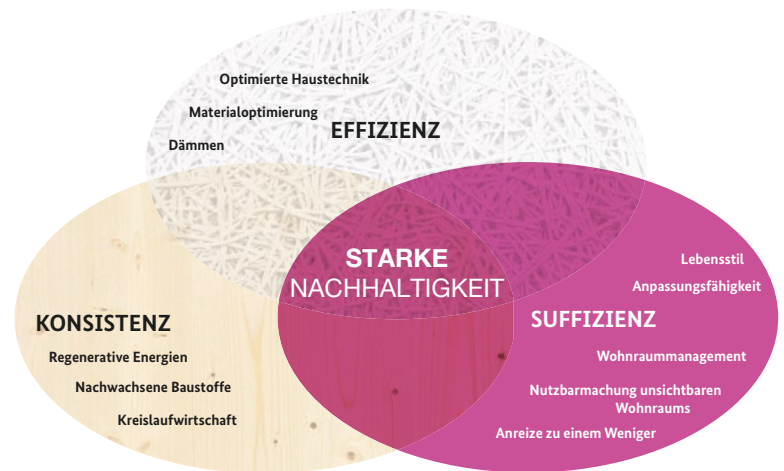 Optimierte Haustechnik
Materialoptimierung
EFFIZIENZ
Dämmen
STARKE
NACHHALTIGKEIT
KONSISTENZ
Regenerative Energien
Nachwachsene Baustoffe
Kreislaufwirtschaft
Lebensstil
Anpassungsfähigkeit
SUFFIZIENZ
Wohnraummanagement
Nutzbarmachung unsichtbaren
Wohnraums
Anreize zu einem Weniger